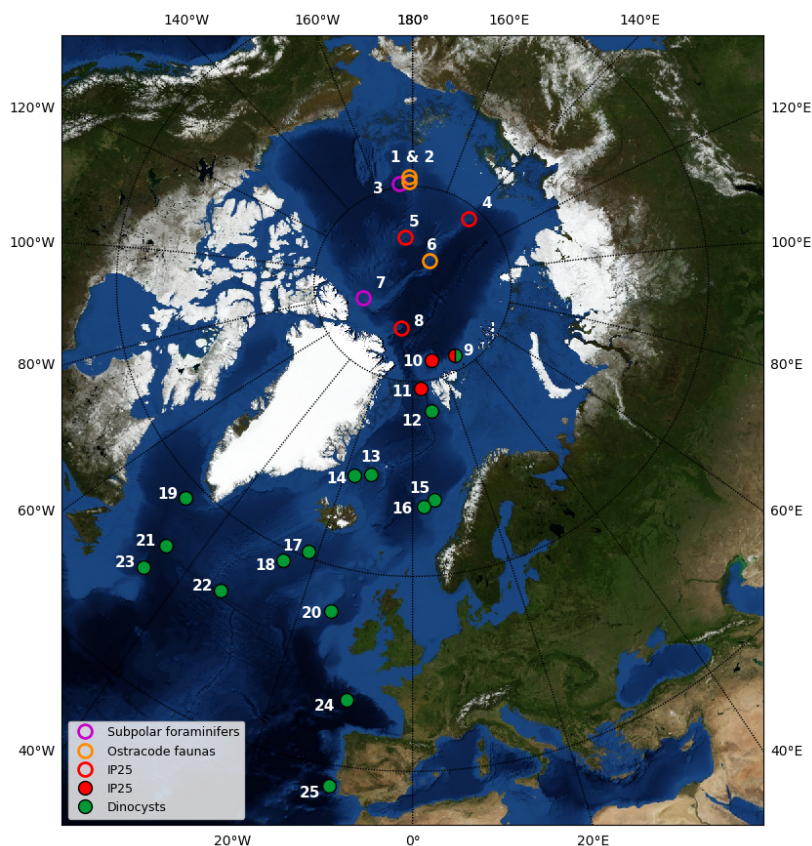 140°W 160°W 180° 160°E 140°E
120°W 120°E
1 & 2
3
4
5
100°W 100°E
6
7
8
9
80°W 10 80°E
11
12
13
14
15
19 16
60°W 60°E
21 17
18
23
22
20
24
Subpolar foraminifers
Ostracode faunas
40°W IP25 40°E
IP25
Dinocysts
25
20°W 0° 20°E